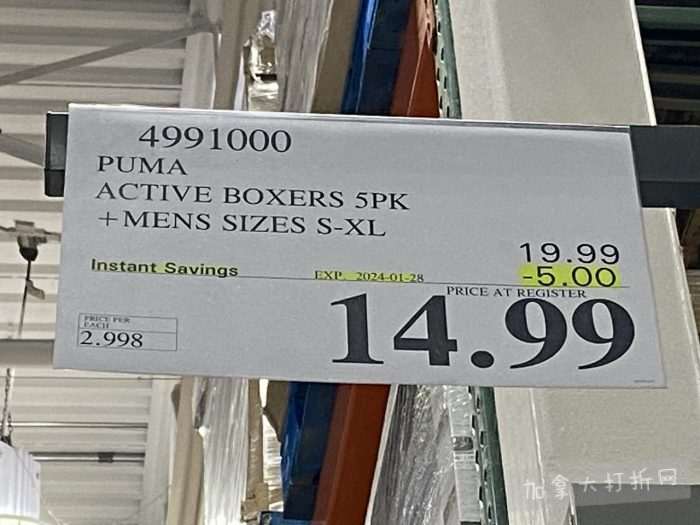 4991000
PUMA
ACTIVE BOXERS 5PK
+MENS SIZES S-XL
19.99
Instant Savings EXP. 2024-01-28 -5.00
PRICE AT REGISTER
PRICE PER
EACH
2.998
14.99
加拿大打折网